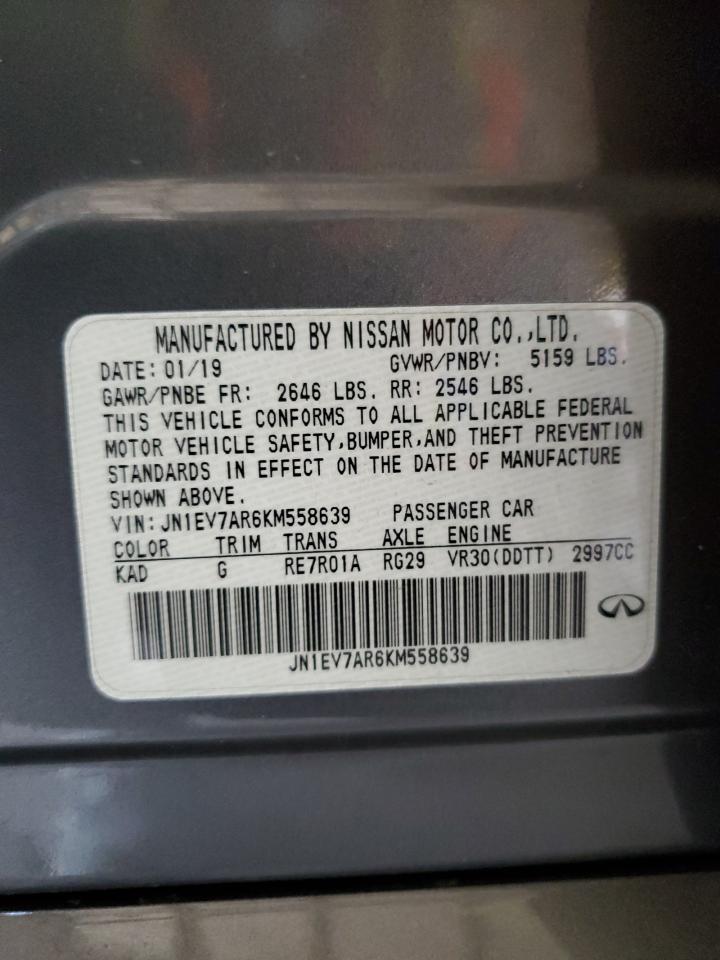 MANUFACTURED BY NISSAN MOTOR CO.,LTD.
DATE: 01/19 GVWR/PNBV: 5159 LBS.
GAWR/PNBE FR: 2646 LBS. RR: 2546 LBS.
THIS VEHICLE CONFORMS TO ALL APPLICABLE FEDERAL
MOTOR VEHICLE SAFETY,BUMPER,AND THEFT PREVENTION
STANDARDS IN EFFECT ON THE DATE OF MANUFACTURE
SHOWN ABOVE.
VIN: JN1EV7AR6KM558639 PASSENGER CAR
COLOR TRIM TRANS AXLE ENGINE
KAD G RE7R01A RG29 VR30(DDTT) 2997CC
JN1EV7AR6KM558639